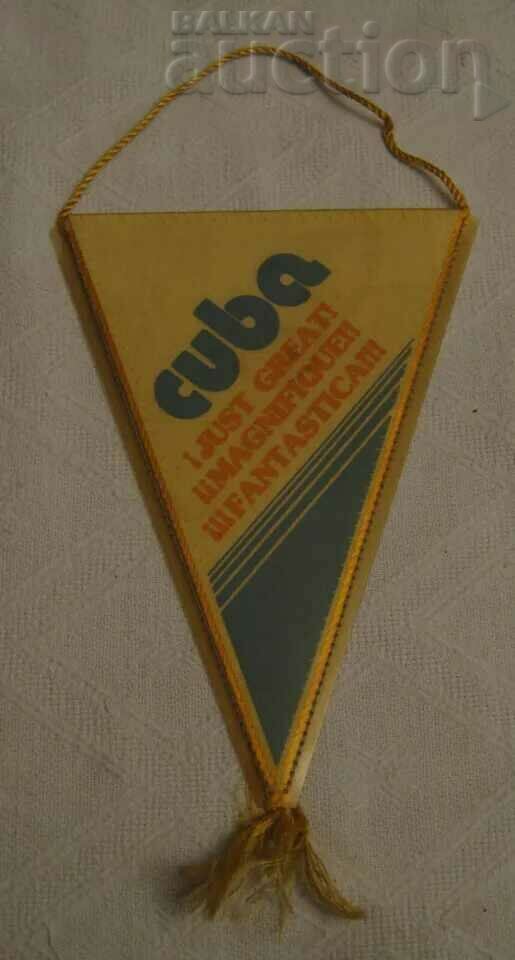 BALKAN
auction
cuba
¡JUST GREAT!
¡¡MAGNIFIQUE!!
¡¡¡FANTASTICA!!!